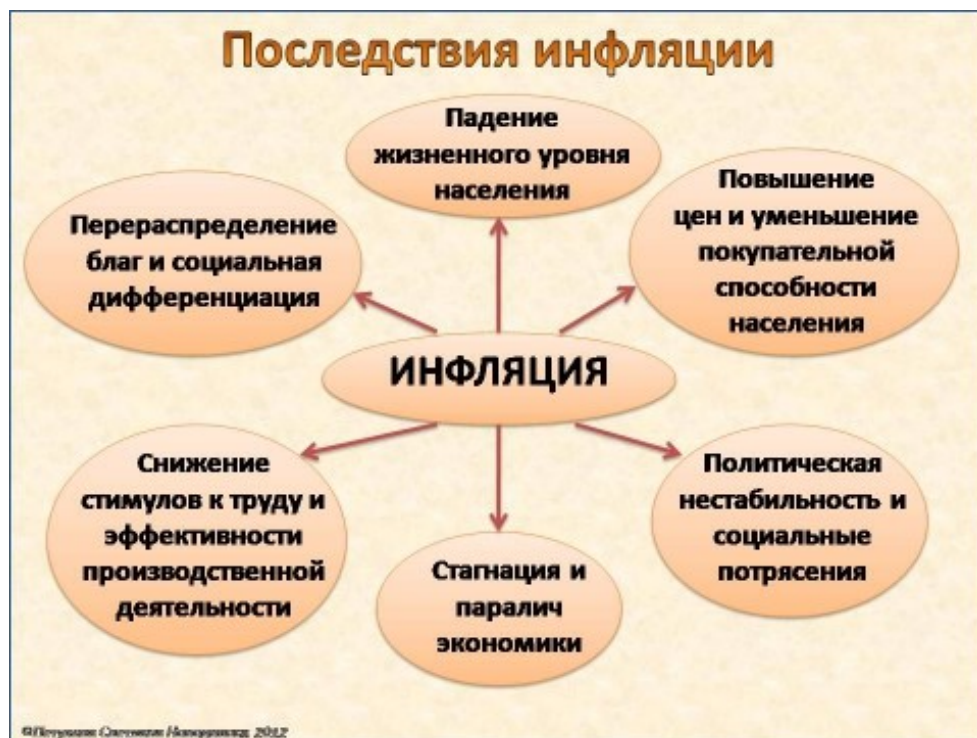 Последствия инфляции
Падение
жизненного уровня
населения
Повышение
цен и уменьшение
покупательной
способности
населения
Перераспределение
благ и социальная
дифференциация
ИНФЛЯЦИЯ
Снижение
стимулов к труду и
эффективности
производственной
деятельности
Стагнация и
паралич
экономики
Политическая
нестабильность и
социальные
потрясения
2012